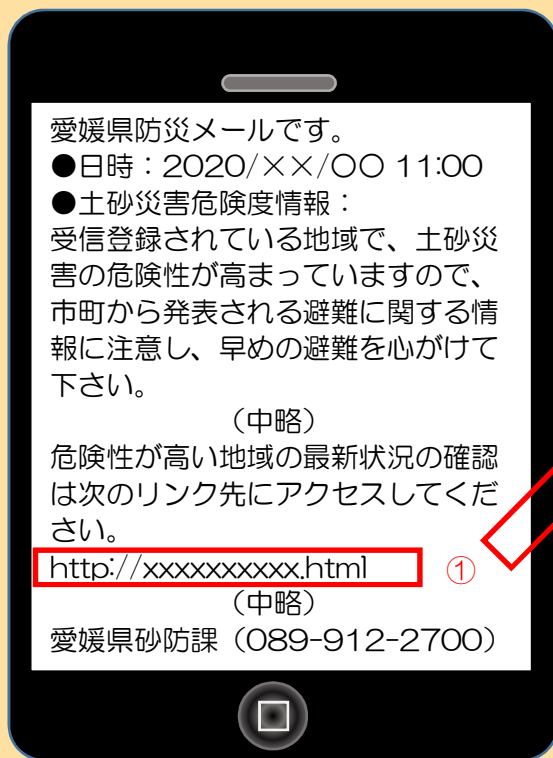 愛媛県防災メールです。
●日時：2020/××/〇〇 11:00
●土砂災害危険度情報：
受信登録されている地域で、土砂災
害の危険性が高まっていますので、
市町から発表される避難に関する情
報に注意し、早めの避難を心がけて
下さい。
（中略）
危険性が高い地域の最新状況の確認
は次のリンク先にアクセスしてくだ
さい。
http://xxxxxxxxxx.html ①
（中略）
愛媛県砂防課（089-912-2700）